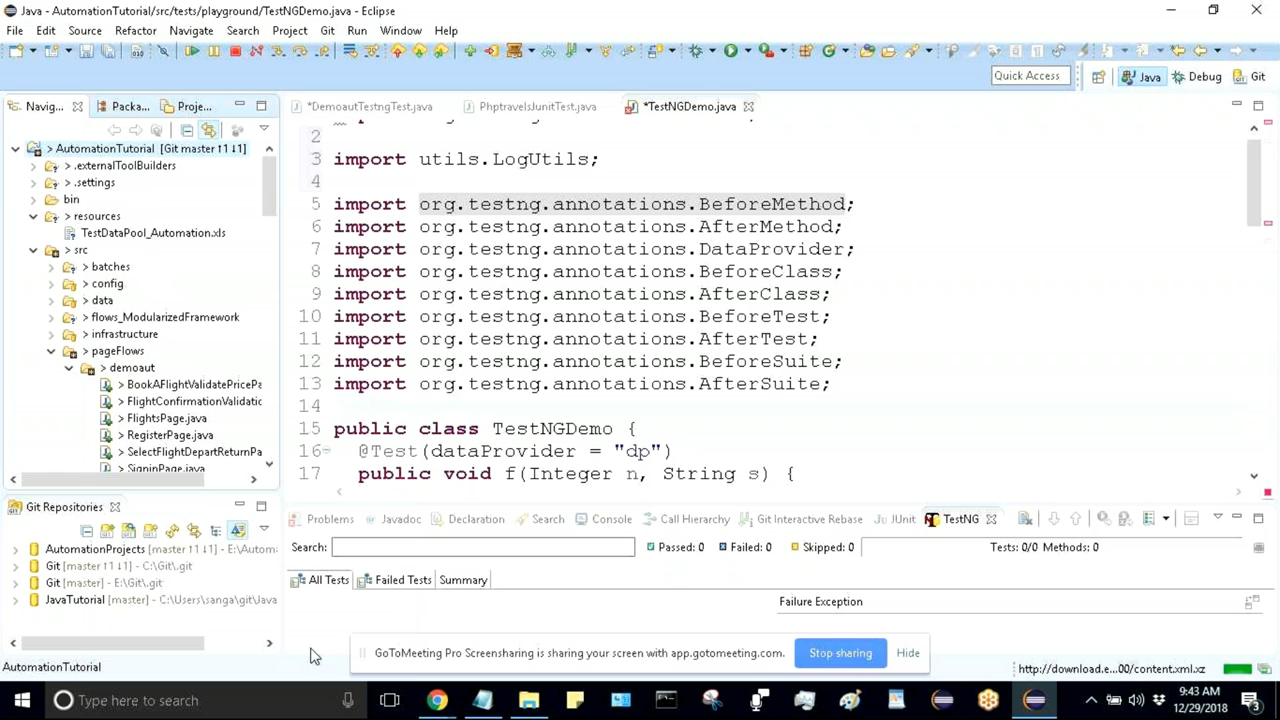 Java - AutomationTutorial/src/tests/playground/TestNGDemo.java - Eclipse
File Edit Source Refactor Navigate Search Project Git Run Window Help
Quick Access Java Debug Git
Navig... Packa... Proje...
*DemoautTestngTest.java PhptravelsJunitTest.java *TestNGDemo.java
> AutomationTutorial [Git master ↑1 ↓1]
> .externalToolBuilders
> .settings
bin
> resources
TestDataPool_Automation.xls
> src
> batches
> config
> data
> flows_ModularizedFramework
> infrastructure
> pageFlows
> demoaut
> BookAFlightValidatePricePa
> FlightConfirmationValidatio
> FlightsPage.java
> RegisterPage.java
> SelectFlightDepartReturnPa
> SigninPage.java
2
3 import utils.LogUtils;
4
5 import org.testng.annotations.BeforeMethod;
6 import org.testng.annotations.AfterMethod;
7 import org.testng.annotations.DataProvider;
8 import org.testng.annotations.BeforeClass;
9 import org.testng.annotations.AfterClass;
10 import org.testng.annotations.BeforeTest;
11 import org.testng.annotations.AfterTest;
12 import org.testng.annotations.BeforeSuite;
13 import org.testng.annotations.AfterSuite;
14
15 public class TestNGDemo {
16 @Test(dataProvider = "dp")
17 public void f(Integer n, String s) {
Git Repositories
AutomationProjects [master ↑1 ↓1] - E:\Autom
Git [master ↑1 ↓1] - C:\Git\.git
Git [master] - E:\Git\.git
JavaTutorial [master] - C:\Users\sanga\git\Java
Problems Javadoc Declaration Search Console Call Hierarchy Git Interactive Rebase JUnit TestNG
Search: Passed: 0 Failed: 0 Skipped: 0 Tests: 0/0 Methods: 0
All Tests Failed Tests Summary
Failure Exception
GoToMeeting Pro Screensharing is sharing your screen with app.gotomeeting.com. Stop sharing Hide
AutomationTutorial
http://download.e...00/content.xml.xz
Type here to search
9:43 AM
12/29/2018
3